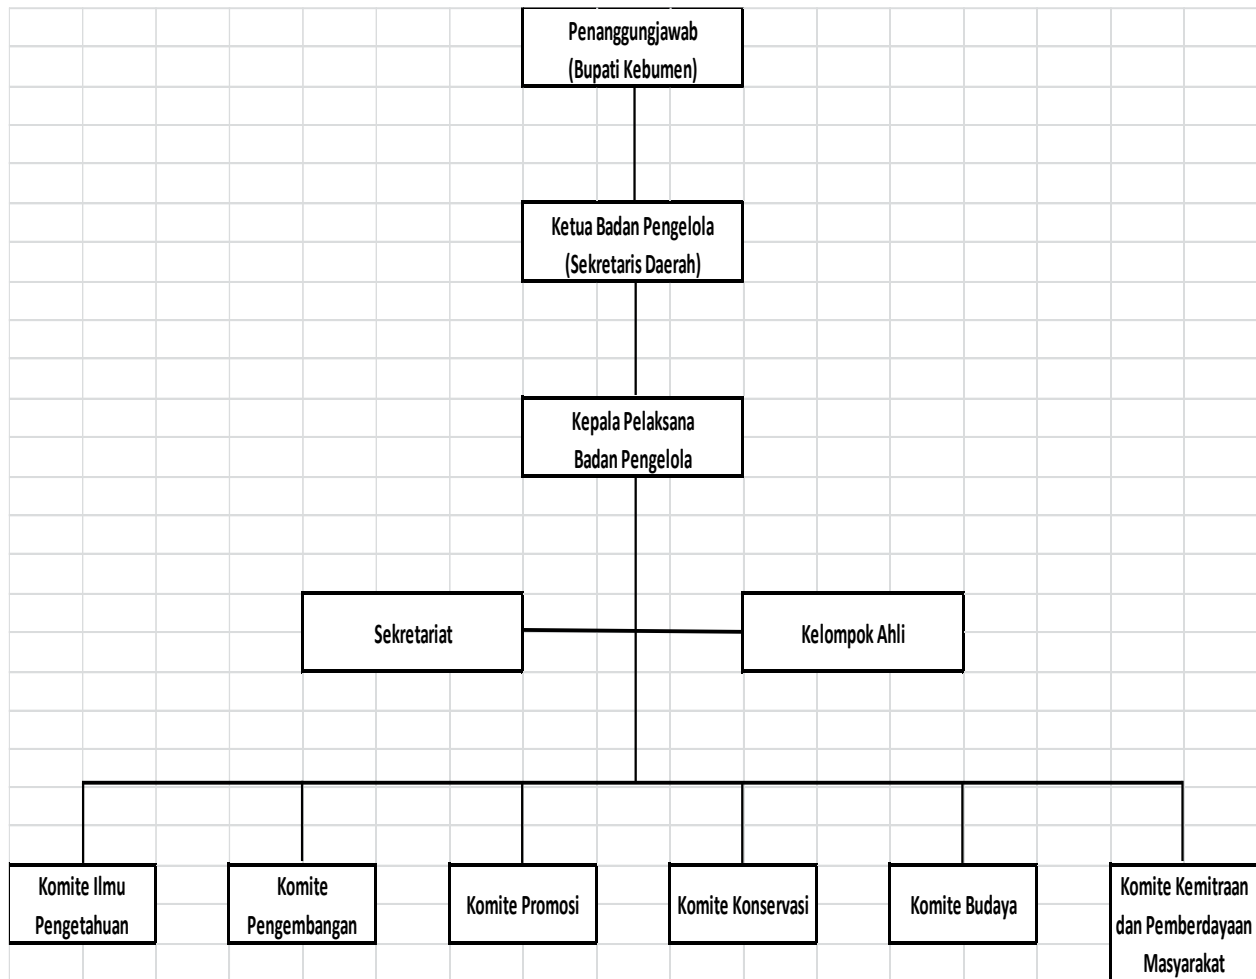 Penanggungjawab
(Bupati Kebumen)
Ketua Badan Pengelola
(Sekretaris Daerah)
Kepala Pelaksana
Badan Pengelola
Sekretariat
Kelompok Ahli
Komite Ilmu
Pengetahuan
Komite
Pengembangan
Komite Promosi
Komite Konservasi
Komite Budaya
Komite Kemitraan
dan Pemberdayaan
Masyarakat